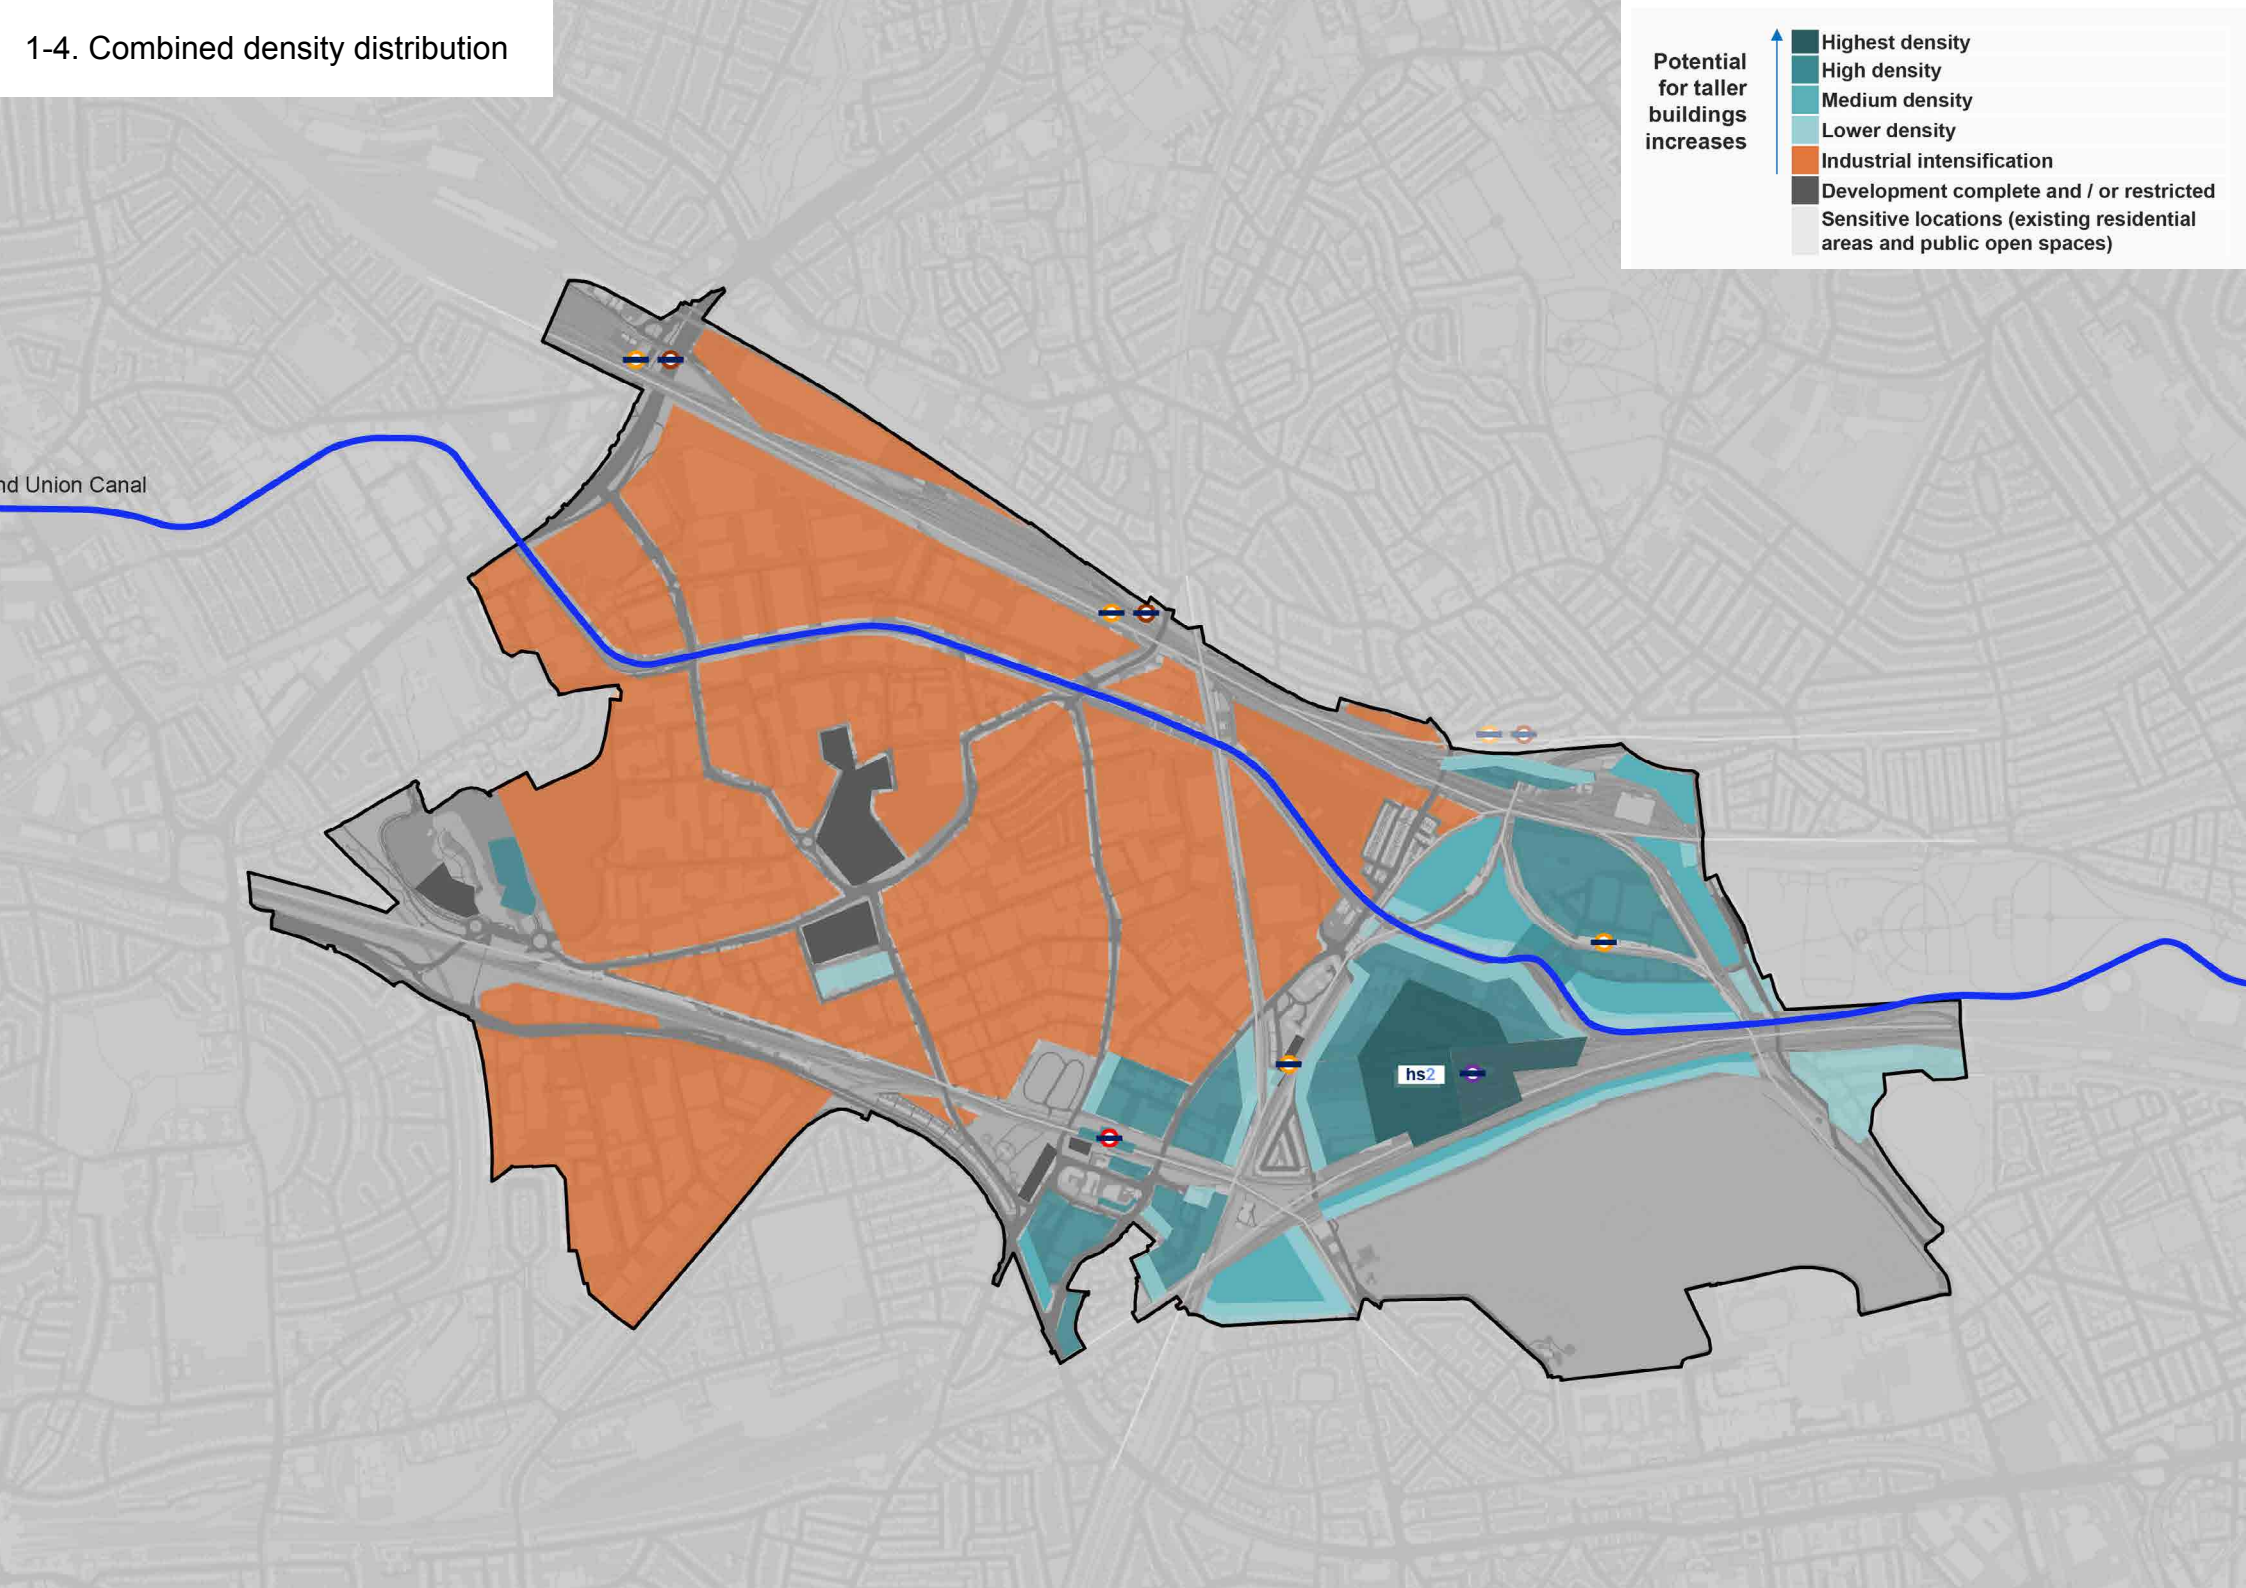 1-4. Combined density distribution
Potential
for taller
buildings
increases
Highest density
High density
Medium density
Lower density
Industrial intensification
Development complete and / or restricted
Sensitive locations (existing residential
areas and public open spaces)
nd Union Canal
hs2